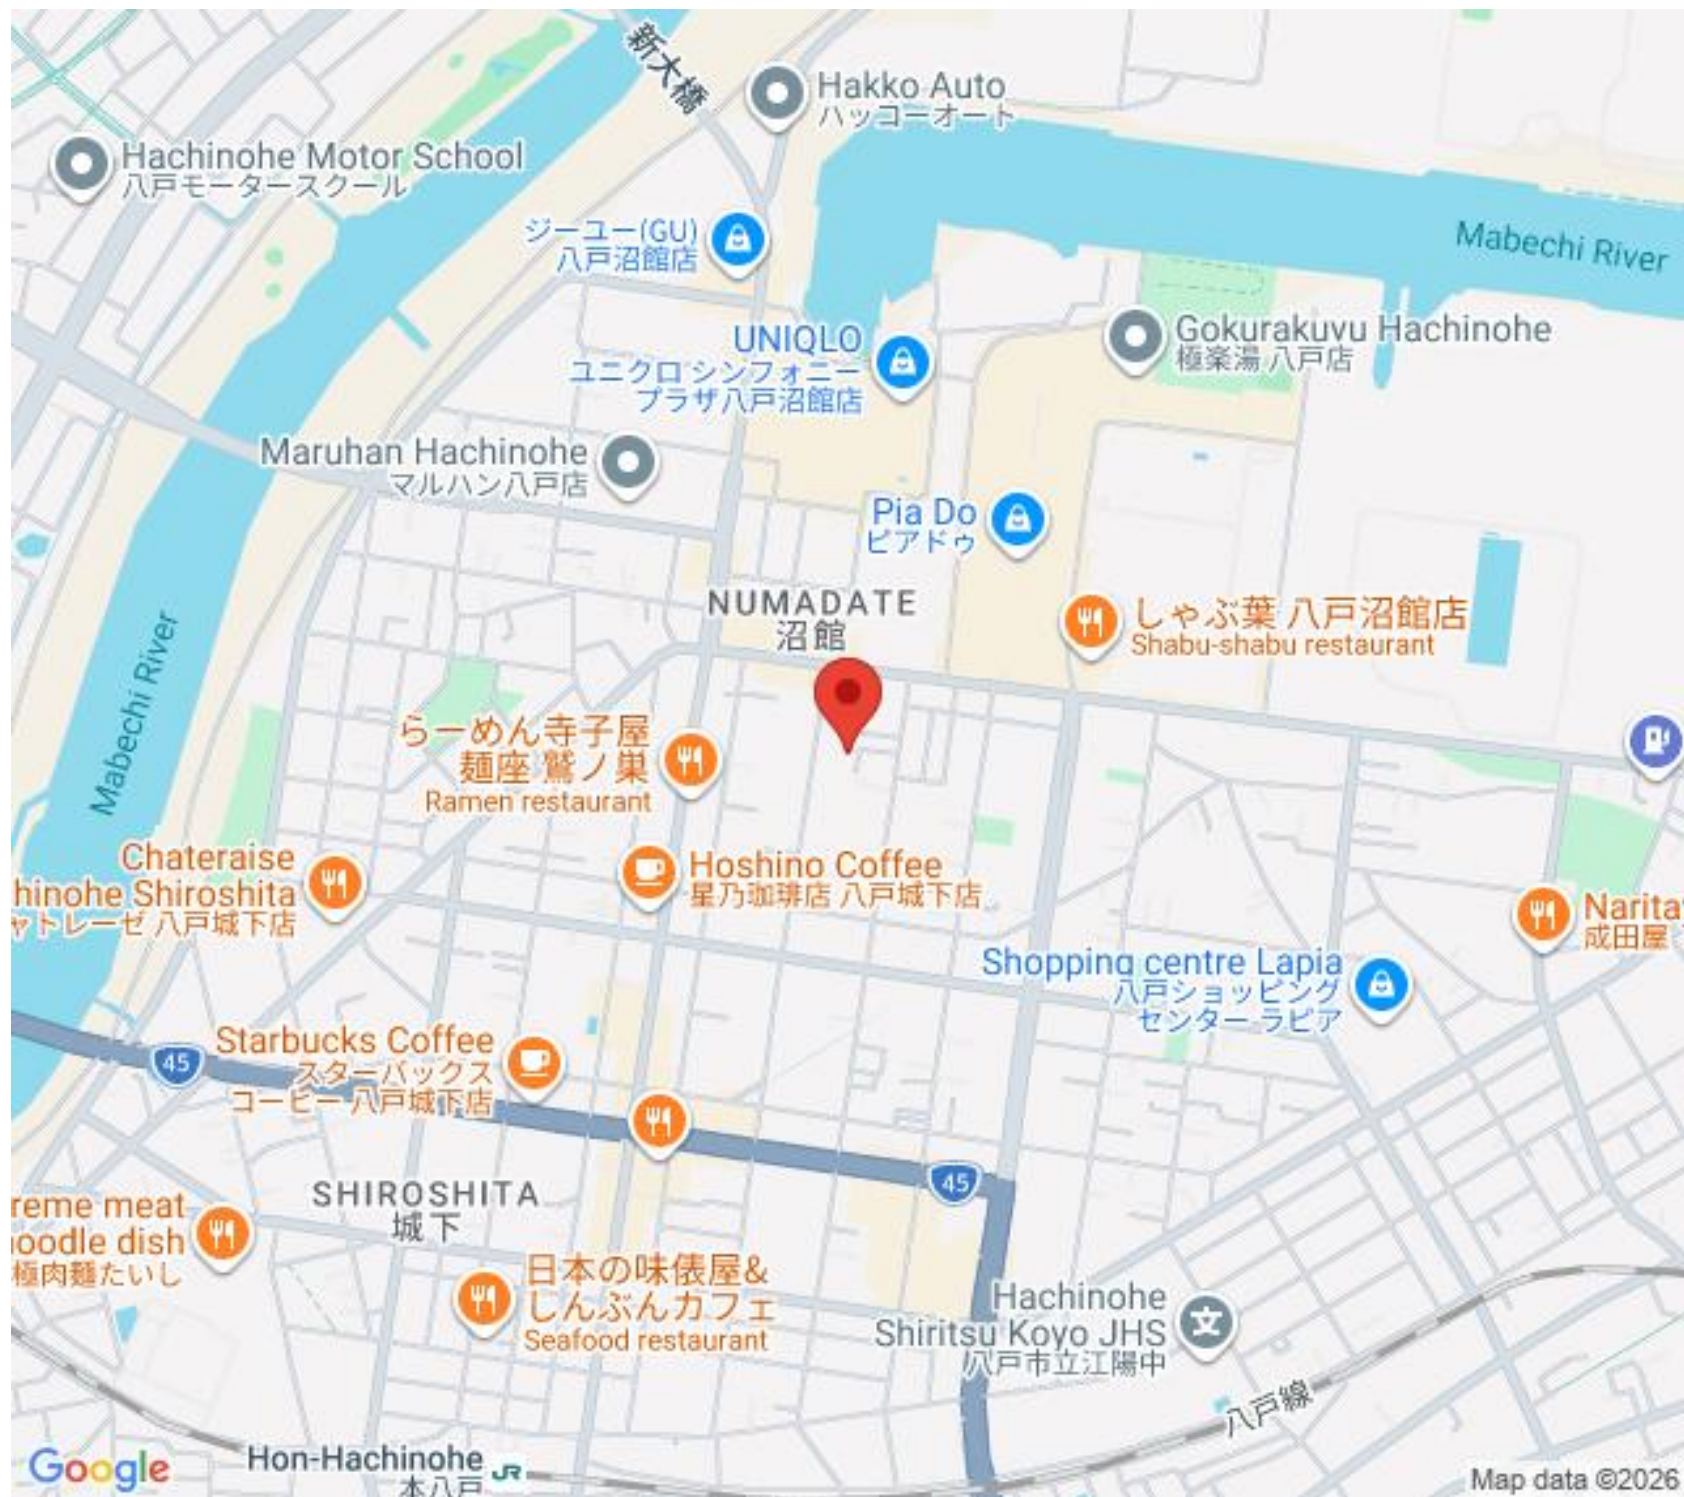 新大橋
Hakko Auto
ハッコーオート
Hachinohe Motor School
八戸モータースクール
ジーユー(GU)
八戸沼館店
Mabechi River
UNIQLO
ユニクロ シンフォニー
プラザ八戸沼館店
Gokurakuyu Hachinohe
極楽湯 八戸店
Maruhan Hachinohe
マルハン八戸店
Pia Do
ピアドゥ
NUMADATE
沼館
しゃぶ葉 八戸沼館店
Shabu-shabu restaurant
Mabechi River
らーめん寺子屋
麺座 鷲ノ巣
Ramen restaurant
Chateraise
hinohe Shiroshita
ャトレーゼ 八戸城下店
Hoshino Coffee
星乃珈琲店 八戸城下店
Narita
成田屋
Shopping centre Lapia
八戸ショッピング
センター ラピア
Starbucks Coffee
スターバックス
コーヒー 八戸城下店
45
45
SHIROSHITA
城下
reme meat
oodle dish
極肉麺たいし
日本の味俵屋&
しんぶんカフェ
Seafood restaurant
Hachinohe
Shiritsu Koyo JHS
八戸市立江陽中
文
八戸線
Hon-Hachinohe
本八戸
JR
Google
Map data ©2026